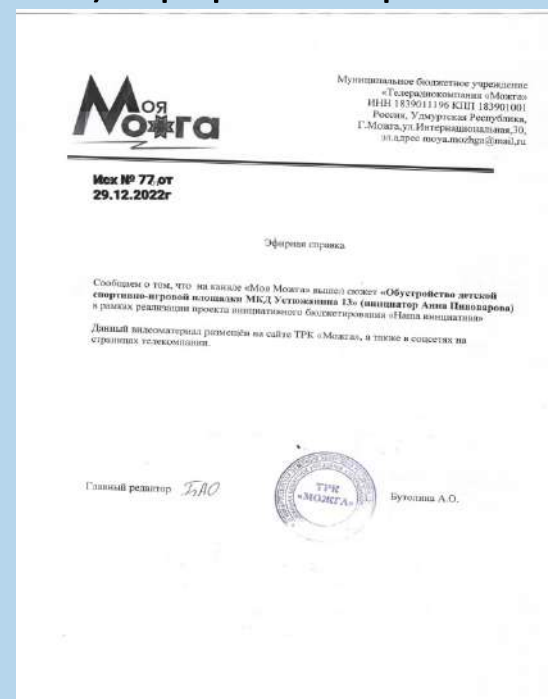 Моя
Можга
Муниципальное бюджетное учреждение
«Телерадиокомпания «Можга»
ИНН 1839011196 КПП 183901001
Россия, Удмуртская Республика,
Г.Можга,ул.Интернациональная,30,
эл.адрес moya.mozhga@mail,ru
Исх № 77 от
29.12.2022г
Эфирная справка
Сообщаем о том, что на канале «Моя Можга» вышел сюжет «Обустройство детской
спортивно-игровой площадки МКД Устюжанина 13» (инициатор Анна Пивоварова)
в рамках реализации проекта инициативного бюджетирования «Наша инициатива»
Данный видеоматериал размещён на сайте ТРК «Можга», а также в соцсетях на
страницах телекомпании.
Главный редактор БАО
ТРК
«МОЖГА»
Бутолина А.О.